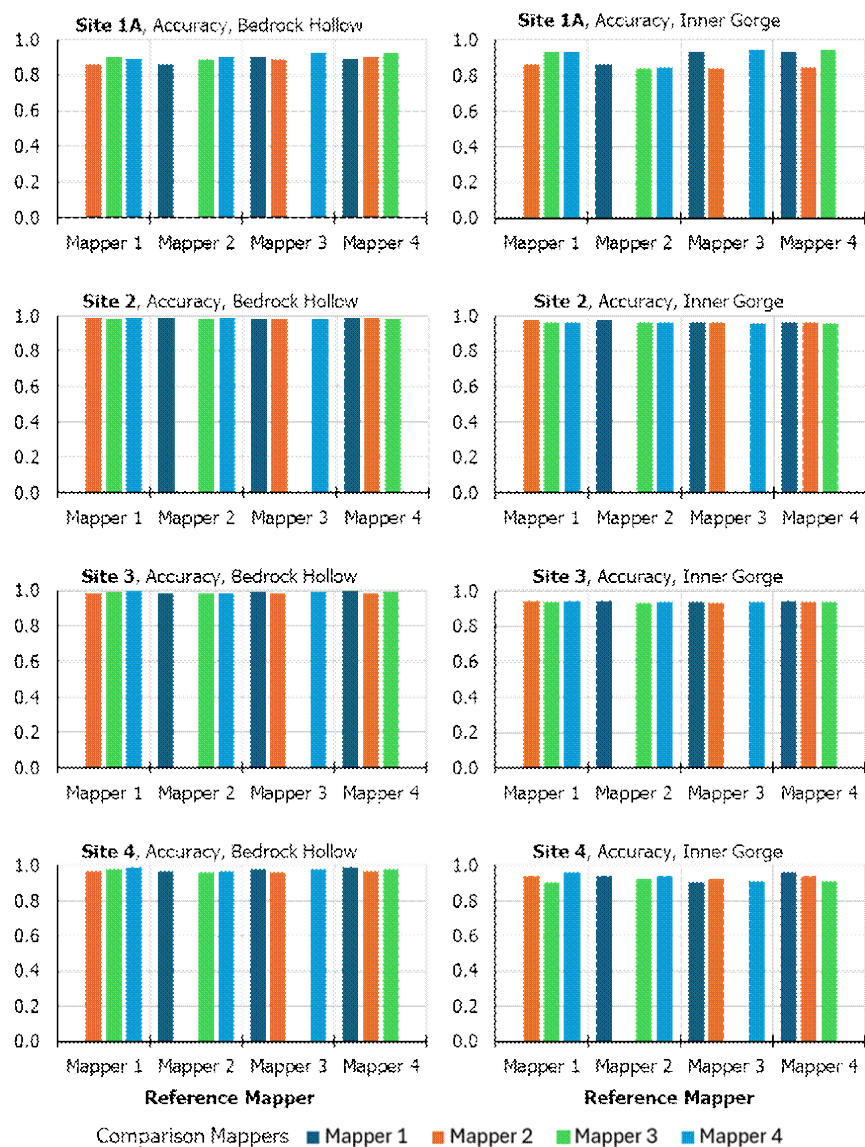 Site 1A, Accuracy, Bedrock Hollow
1.0
0.8
0.6
0.4
0.2
0.0
Mapper 1 Mapper 2 Mapper 3 Mapper 4
Site 1A, Accuracy, Inner Gorge
1.0
0.8
0.6
0.4
0.2
0.0
Mapper 1 Mapper 2 Mapper 3 Mapper 4
Site 2, Accuracy, Bedrock Hollow
1.0
0.8
0.6
0.4
0.2
0.0
Mapper 1 Mapper 2 Mapper 3 Mapper 4
Site 2, Accuracy, Inner Gorge
1.0
0.8
0.6
0.4
0.2
0.0
Mapper 1 Mapper 2 Mapper 3 Mapper 4
Site 3, Accuracy, Bedrock Hollow
1.0
0.8
0.6
0.4
0.2
0.0
Mapper 1 Mapper 2 Mapper 3 Mapper 4
Site 3, Accuracy, Inner Gorge
1.0
0.8
0.6
0.4
0.2
0.0
Mapper 1 Mapper 2 Mapper 3 Mapper 4
Site 4, Accuracy, Bedrock Hollow
1.0
0.8
0.6
0.4
0.2
0.0
Mapper 1 Mapper 2 Mapper 3 Mapper 4
Reference Mapper
Site 4, Accuracy, Inner Gorge
1.0
0.8
0.6
0.4
0.2
0.0
Mapper 1 Mapper 2 Mapper 3 Mapper 4
Reference Mapper
Comparison Mappers Mapper 1 Mapper 2 Mapper 3 Mapper 4